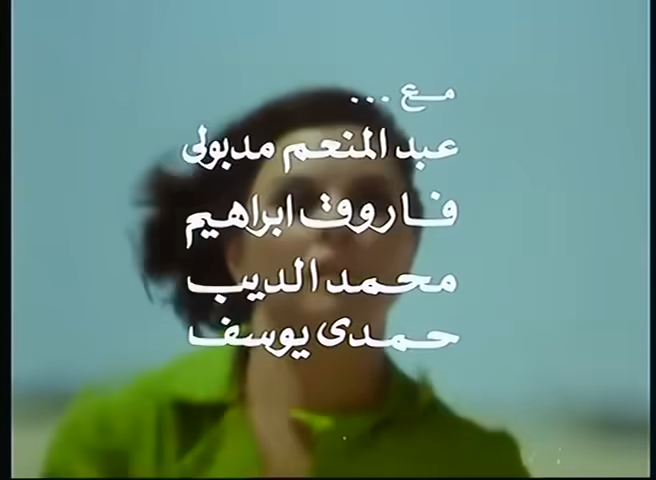 مع ...
عبد المنعم مدبولى
فاروق ابراهيم
محمد الديب
حمدى يوسف